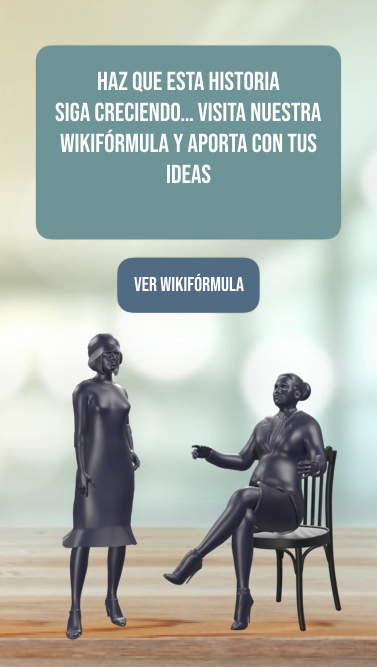 HAZ QUE ESTA HISTORIA
SIGA CRECIENDO... VISITA NUESTRA
WIKIFÓRMULA Y APORTA CON TUS
IDEAS
VER WIKIFÓRMULA